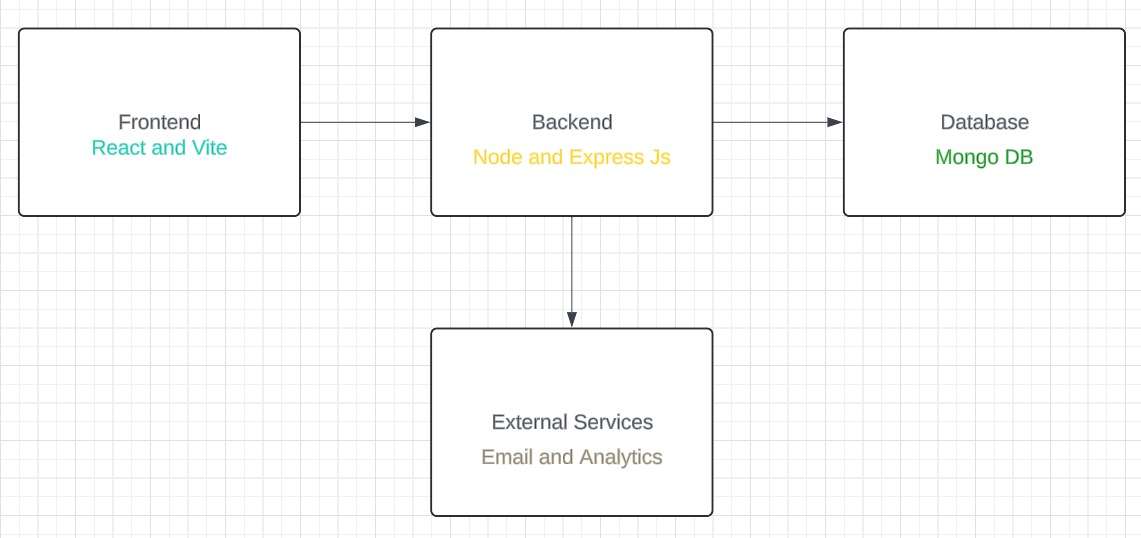 Frontend
React and Vite
Backend
Node and Express Js
Database
Mongo DB
External Services
Email and Analytics